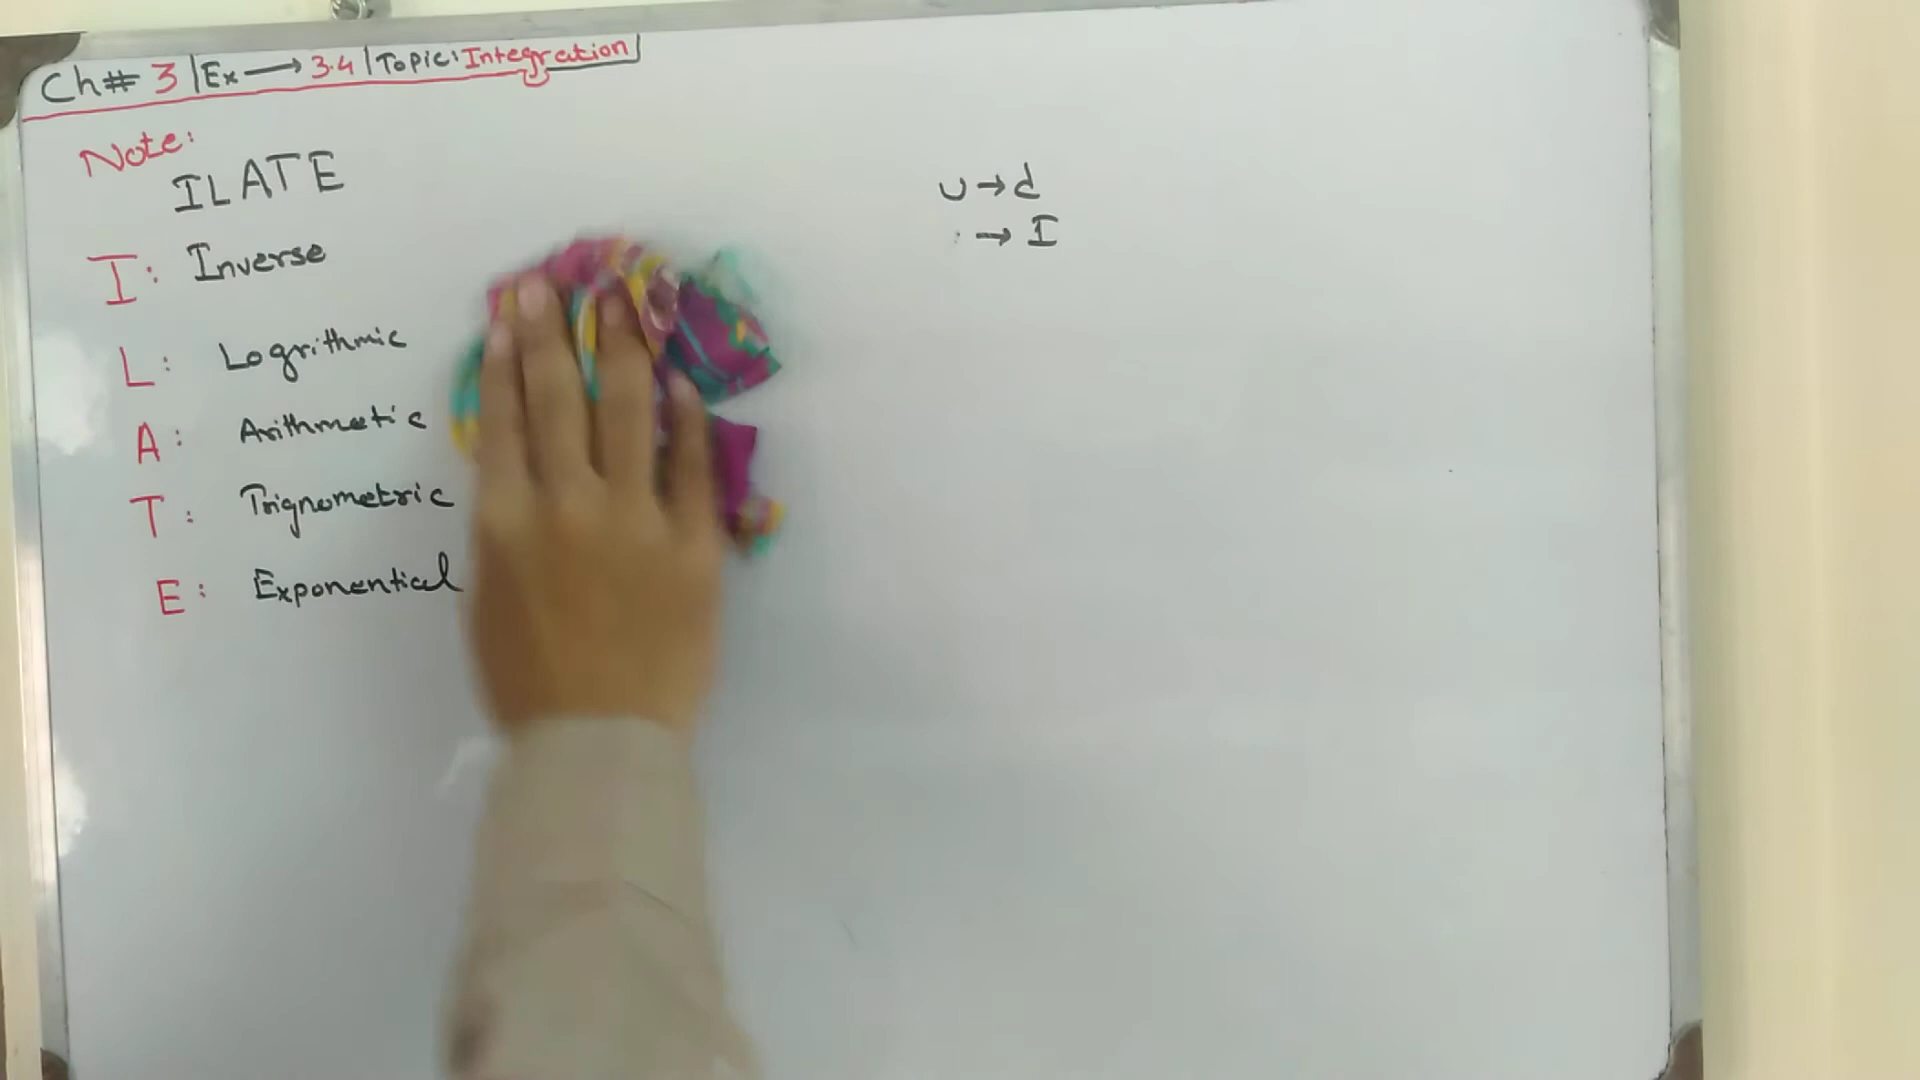 Ch# 3 | Ex → 3.4 | Topic: Integration
Note:
ILATE
I: Inverse
L: Logrithmic
A: Arithmetic
T: Trignometric
E: Exponential
U → d
: → I